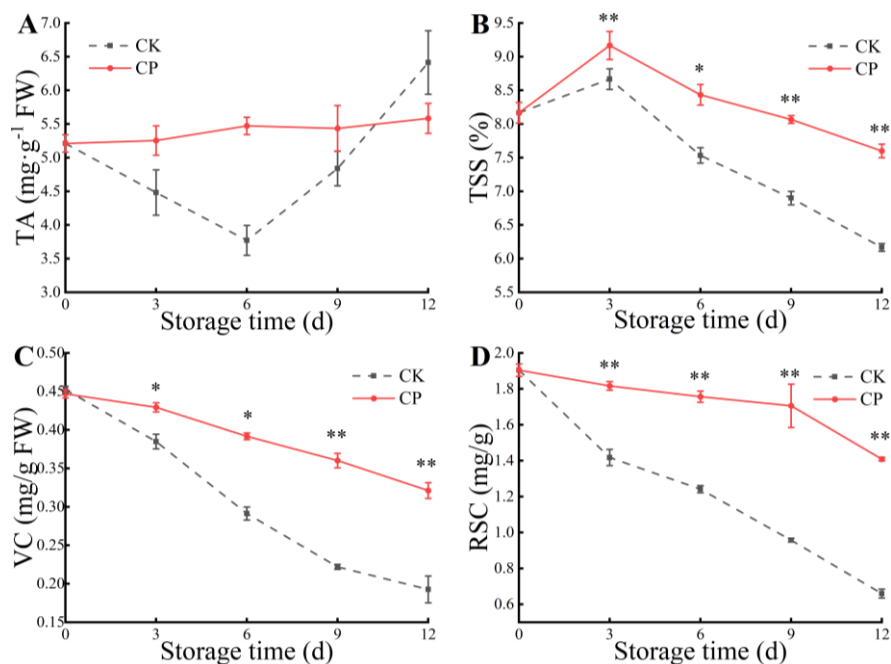 A
TA (mg·g⁻¹ FW)
7.0
6.5
6.0
5.5
5.0
4.5
4.0
3.5
3.0
CK
CP
0 3 6 9 12
Storage time (d)
B
TSS (%)
9.5
9.0
8.5
8.0
7.5
7.0
6.5
6.0
5.5
CK
CP
**
*
**
**
0 3 6 9 12
Storage time (d)
C
VC (mg/g FW)
0.50
0.45
0.40
0.35
0.30
0.25
0.20
0.15
CK
CP
*
*
**
**
0 3 6 9 12
Storage time (d)
D
RSC (mg/g)
2.0
1.8
1.6
1.4
1.2
1.0
0.8
0.6
CK
CP
**
**
**
**
0 3 6 9 12
Storage time (d)